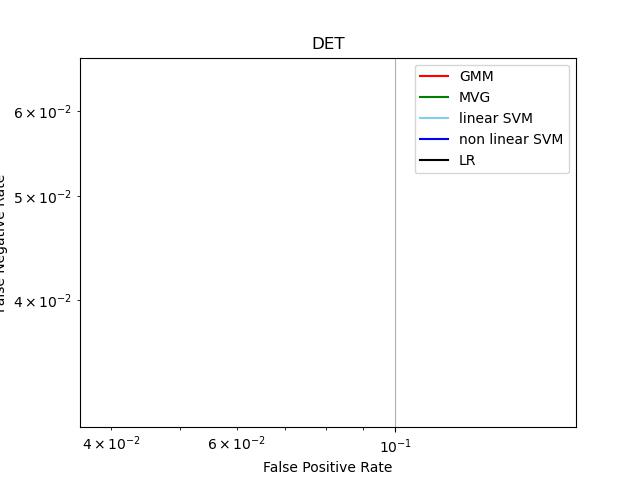 DET
GMM
MVG
linear SVM
non linear SVM
LR
6 × 10⁻²
5 × 10⁻²
4 × 10⁻²
False Negative Rate
4 × 10⁻² 6 × 10⁻² 10⁻¹
False Positive Rate